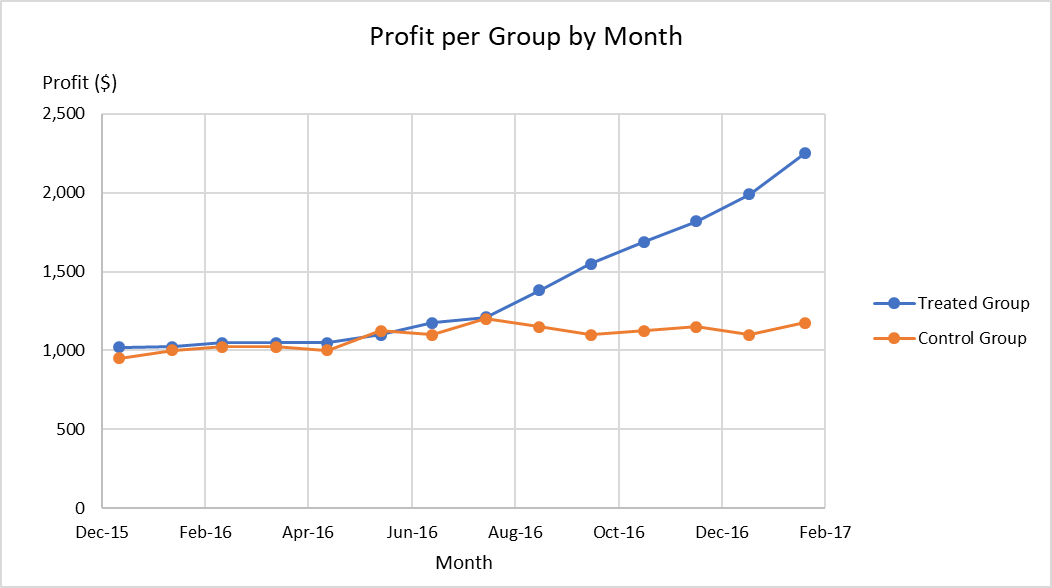 Profit per Group by Month
Profit ($)
2,500
2,000
1,500
1,000
500
0
Dec-15 Feb-16 Apr-16 Jun-16 Aug-16 Oct-16 Dec-16 Feb-17
Month
Treated Group
Control Group